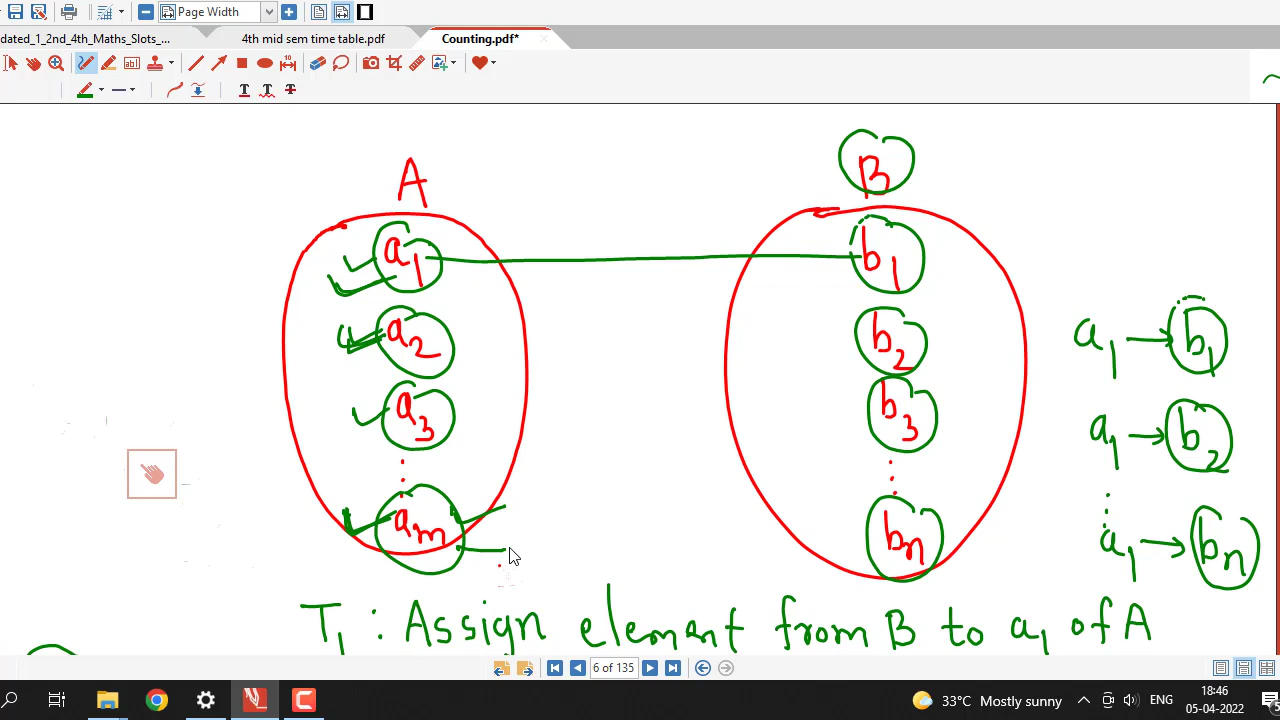 Page Width
dated_1_2nd_4th_Maths_Slots_...
4th mid sem time table.pdf
Counting.pdf*
10
T T T
A
B
a1
b1
a2
b2
a1 → b1
a3
b3
a1 → b2
am
bn
a1 → bn
T1 : Assign element from B to a1 of A
6 of 135
33°C Mostly sunny
ENG
18:46
05-04-2022